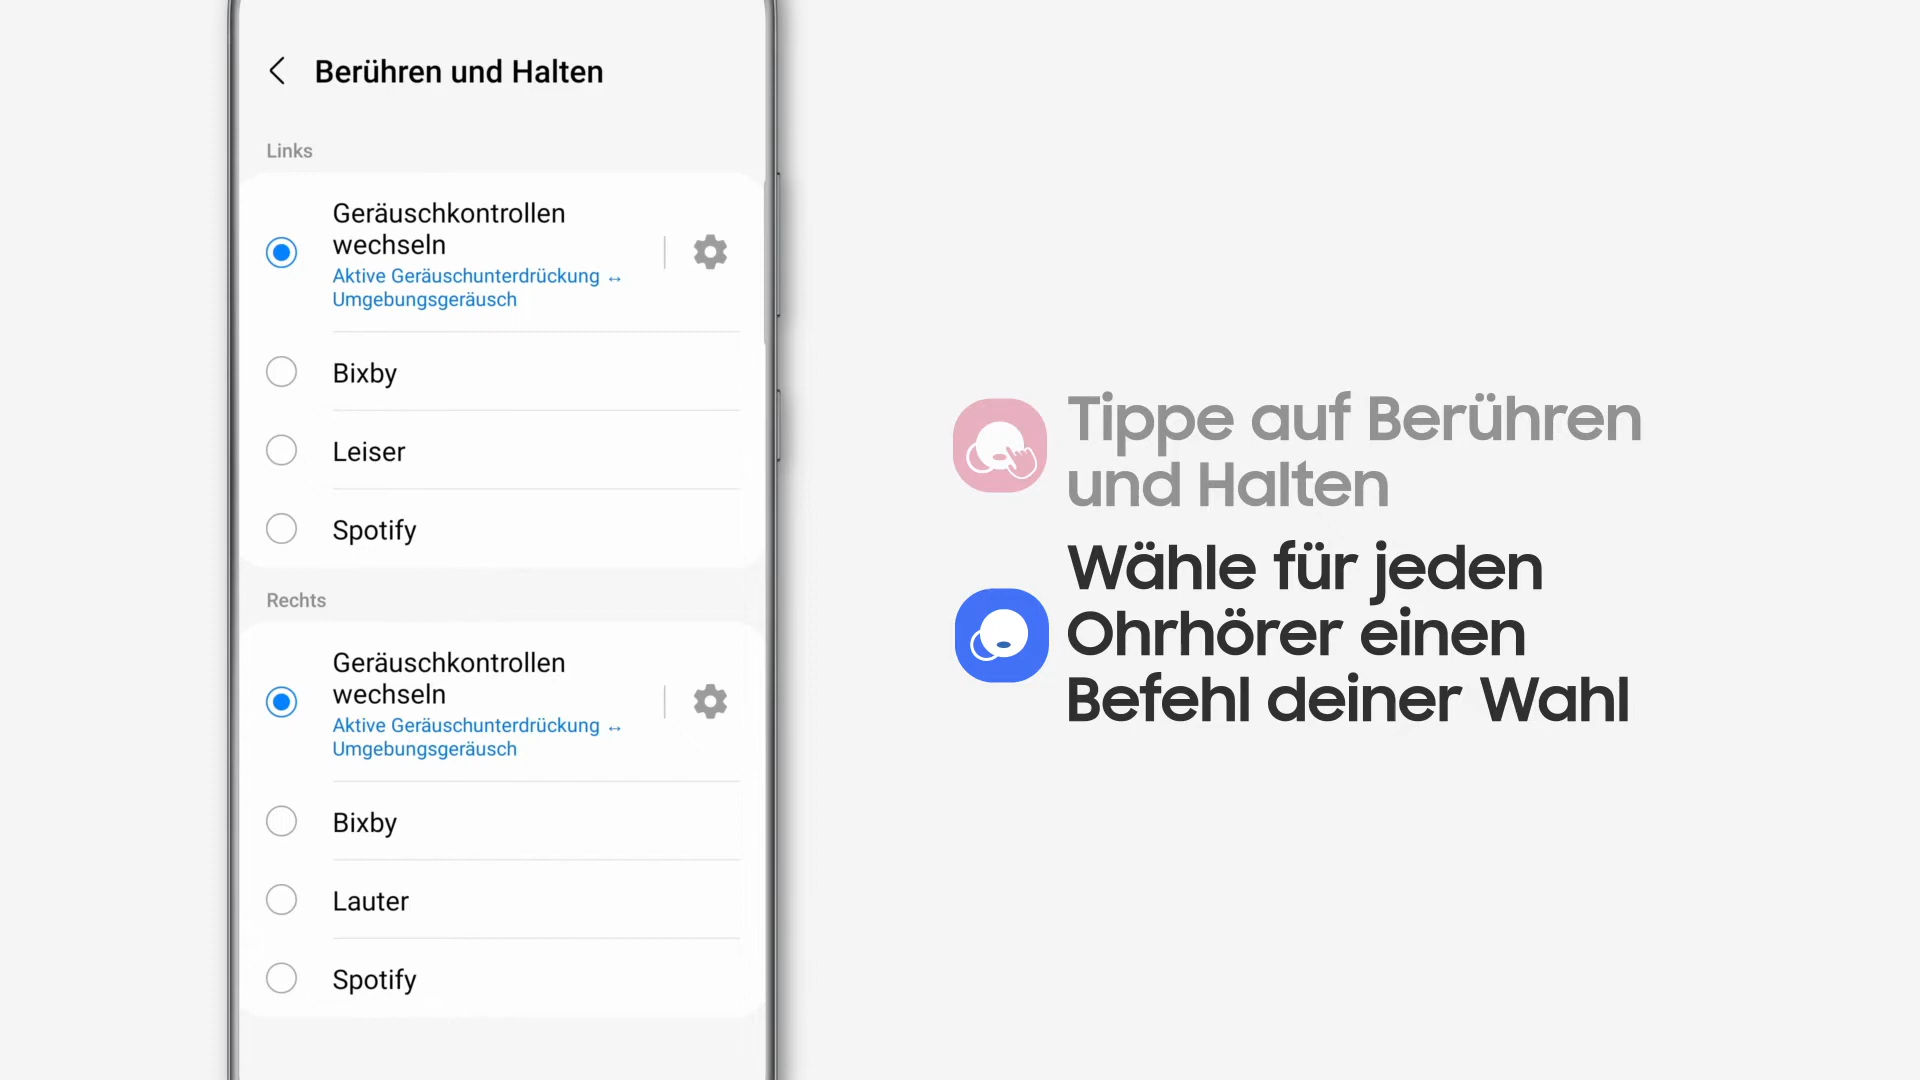 Berühren und Halten
Links
Geräuschkontrollen
wechseln
Aktive Geräuschunterdrückung ↔
Umgebungsgeräusch
Bixby
Leiser
Spotify
Rechts
Geräuschkontrollen
wechseln
Aktive Geräuschunterdrückung ↔
Umgebungsgeräusch
Bixby
Lauter
Spotify
Tippe auf Berühren
und Halten
Wähle für jeden
Ohrhörer einen
Befehl deiner Wahl